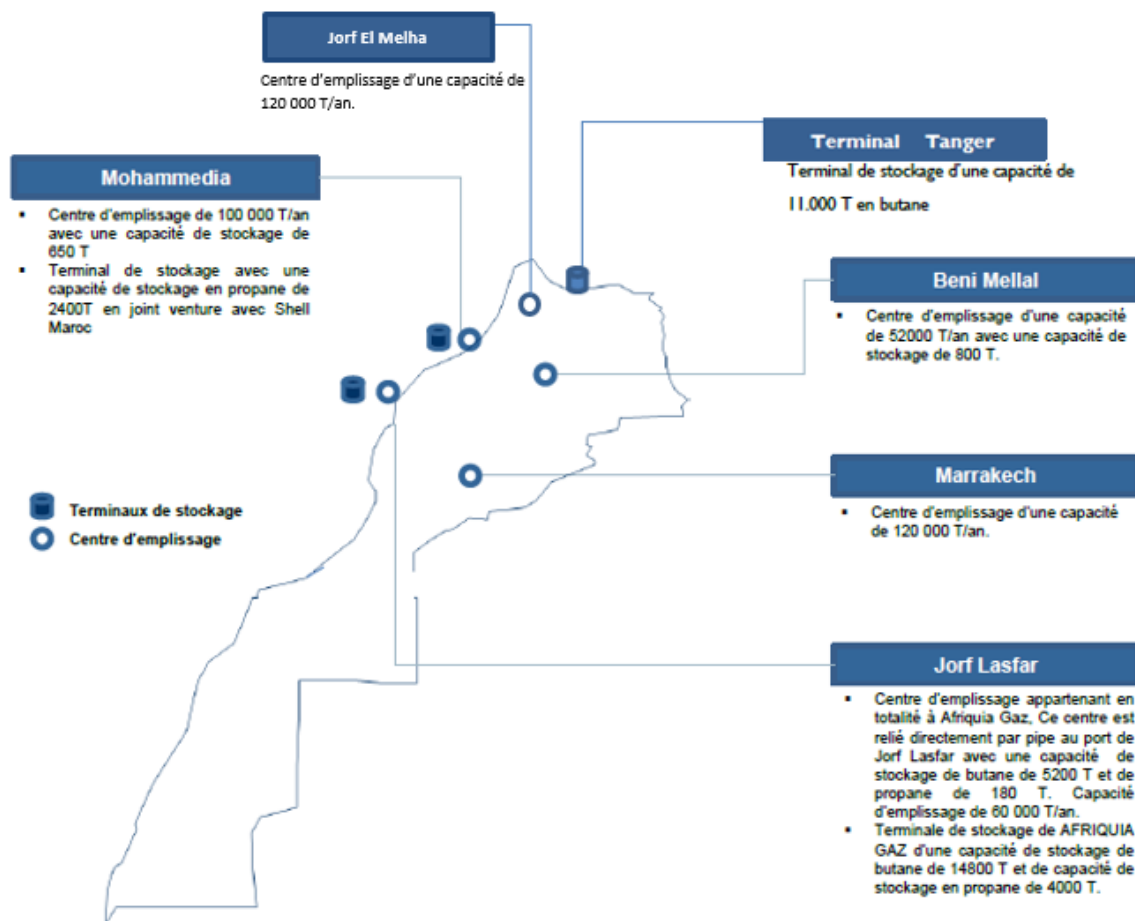 Jorf El Melha
Centre d'emplissage d'une capacité de
120 000 T/an.
Terminal Tanger
Terminal de stockage d'une capacité de
11.000 T en butane
Mohammedia
▪ Centre d'emplissage de 100 000 T/an
avec une capacité de stockage de
650 T
▪ Terminal de stockage avec une
capacité de stockage en propane de
2400T en joint venture avec Shell
Maroc
Beni Mellal
▪ Centre d'emplissage d'une capacité
de 52000 T/an avec une capacité de
stockage de 800 T.
Marrakech
▪ Centre d'emplissage d'une capacité
de 120 000 T/an.
Terminaux de stockage
Centre d'emplissage
Jorf Lasfar
▪ Centre d'emplissage appartenant en
totalité à Afriquia Gaz, Ce centre est
relié directement par pipe au port de
Jorf Lasfar avec une capacité de
stockage de butane de 5200 T et de
propane de 180 T. Capacité
d'emplissage de 60 000 T/an.
▪ Terminale de stockage de AFRIQUIA
GAZ d'une capacité de stockage de
butane de 14800 T et de capacité de
stockage en propane de 4000 T.